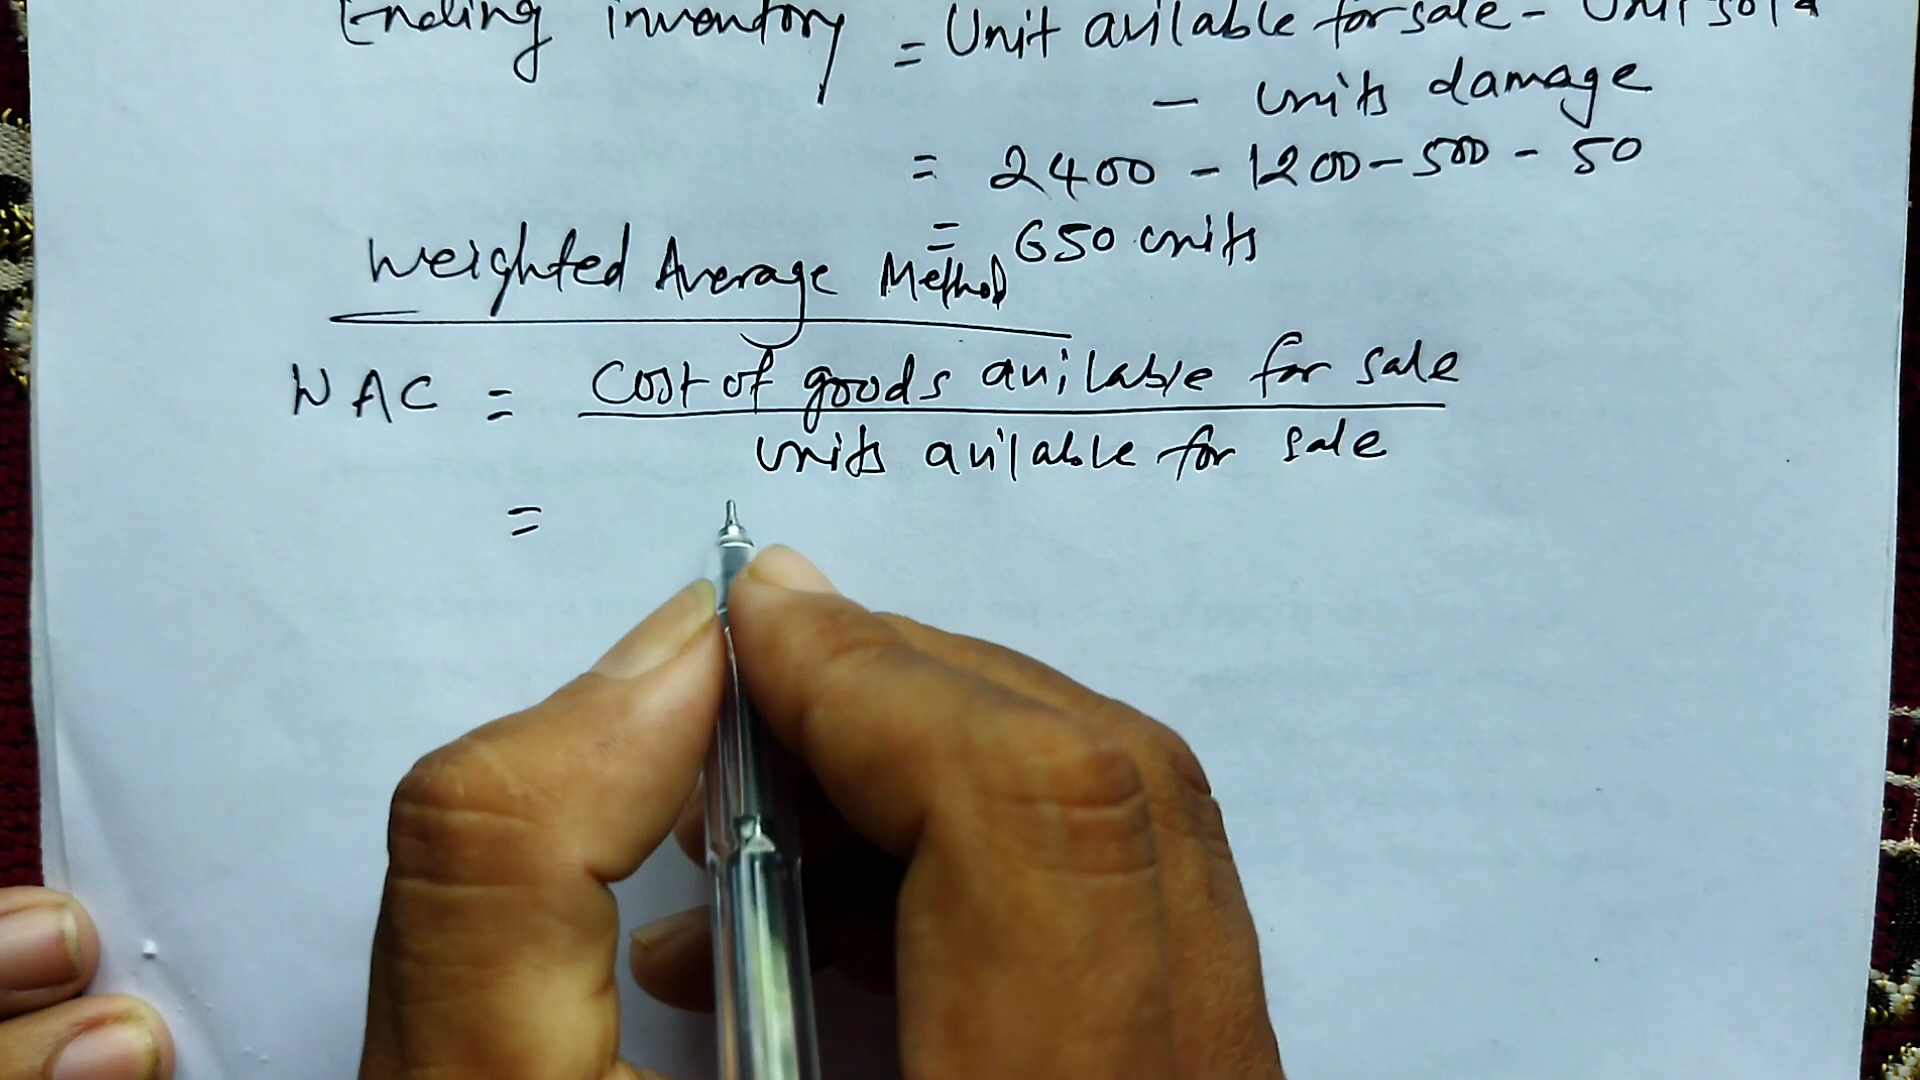 Ending inventory = Unit avilable for sale - Unit sold
- units damage
= 2400 - 1200 - 500 - 50
= 650 units
Weighted Average Method
WAC = Cost of goods avilable for sale
units avilable for sale
=